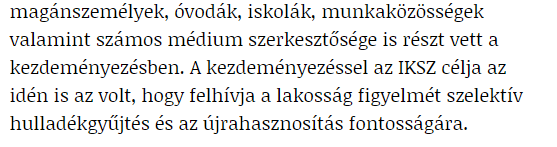 magánszemélyek, óvodák, iskolák, munkaközösségek
valamint számos médium szerkesztősége is részt vett a
kezdeményezésben. A kezdeményezéssel az IKSZ célja az
idén is az volt, hogy felhívja a lakosság figyelmét szelektív
hulladékgyűjtés és az újrahasznosítás fontosságára.